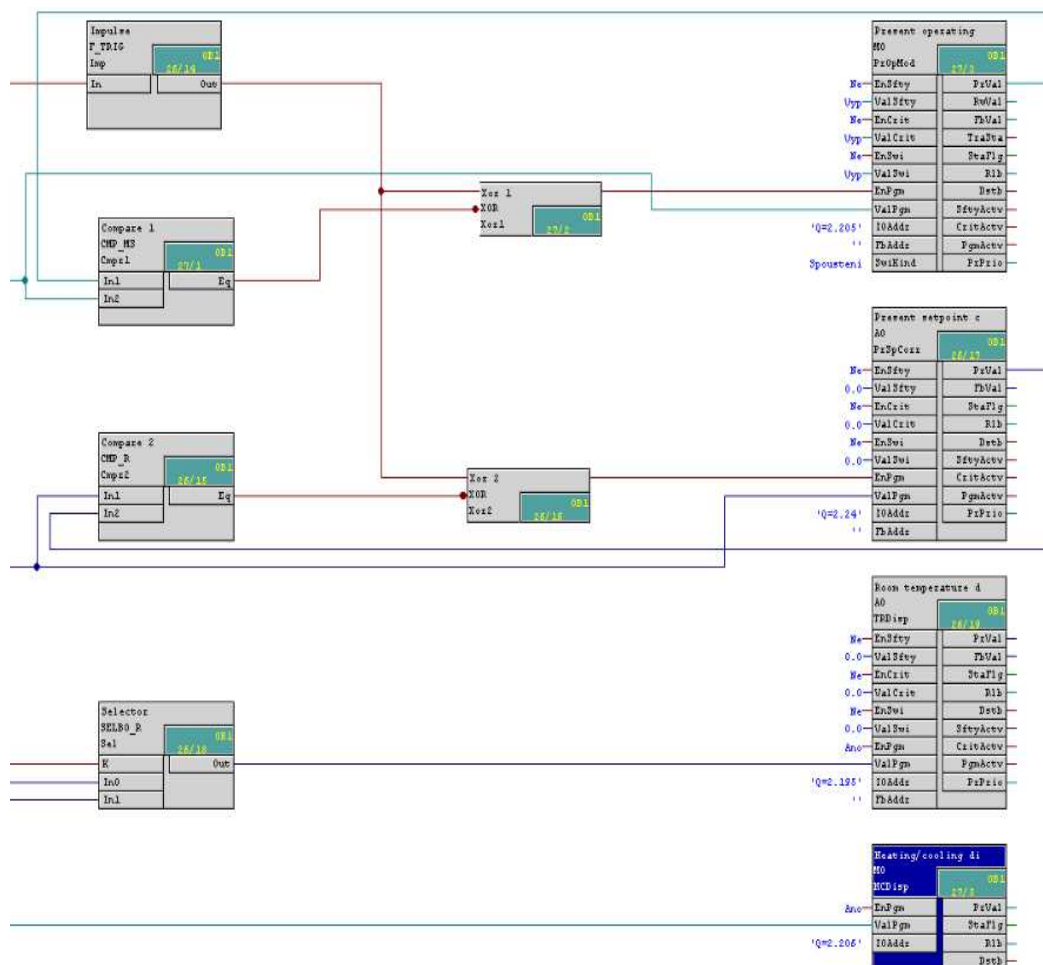 Impulse
F_TRIG
Imp
OB1
26/14
In Out
Compare 1
CMP_MS
Cmpr1
OB1
27/1
In1 Eq
In2
Compare 2
CMP_R
Cmpr2
OB1
26/15
In1 Eq
In2
Selector
SELB0_R
Sel
OB1
26/18
K Out
In0
In1
Xor 1
XOR
Xor1
OB1
27/2
Xor 2
XOR
Xor2
OB1
26/16
Present operating
MO
PrOpMod
OB1
27/3
Ne EnSfty PrVal
Vyp ValSfty RwVal
Ne EnCrit FbVal
Vyp ValCrit TraSta
Ne EnSwi StaFlg
Vyp ValSwi Rlb
EnPgm Dstb
ValPgm SftyActv
'Q=2.205' IOAddr CritActv
'' FbAddr PgmActv
Spousteni SwiKind PrPrio
Present setpoint c
AO
PrSpCorr
OB1
26/17
Ne EnSfty PrVal
0.0 ValSfty FbVal
Ne EnCrit StaFlg
0.0 ValCrit Rlb
Ne EnSwi Dstb
0.0 ValSwi SftyActv
EnPgm CritActv
ValPgm PgmActv
'Q=2.24' IOAddr PrPrio
'' FbAddr
Room temperature d
AO
TRDisp
OB1
26/19
Ne EnSfty PrVal
0.0 ValSfty FbVal
Ne EnCrit StaFlg
0.0 ValCrit Rlb
Ne EnSwi Dstb
0.0 ValSwi SftyActv
Ano EnPgm CritActv
ValPgm PgmActv
'Q=2.195' IOAddr PrPrio
'' FbAddr
Heating/cooling di
MO
HCDisp
OB1
Ano EnPgm PrVal
ValPgm StaFlg
'Q=2.206' IOAddr Rlb
Dstb